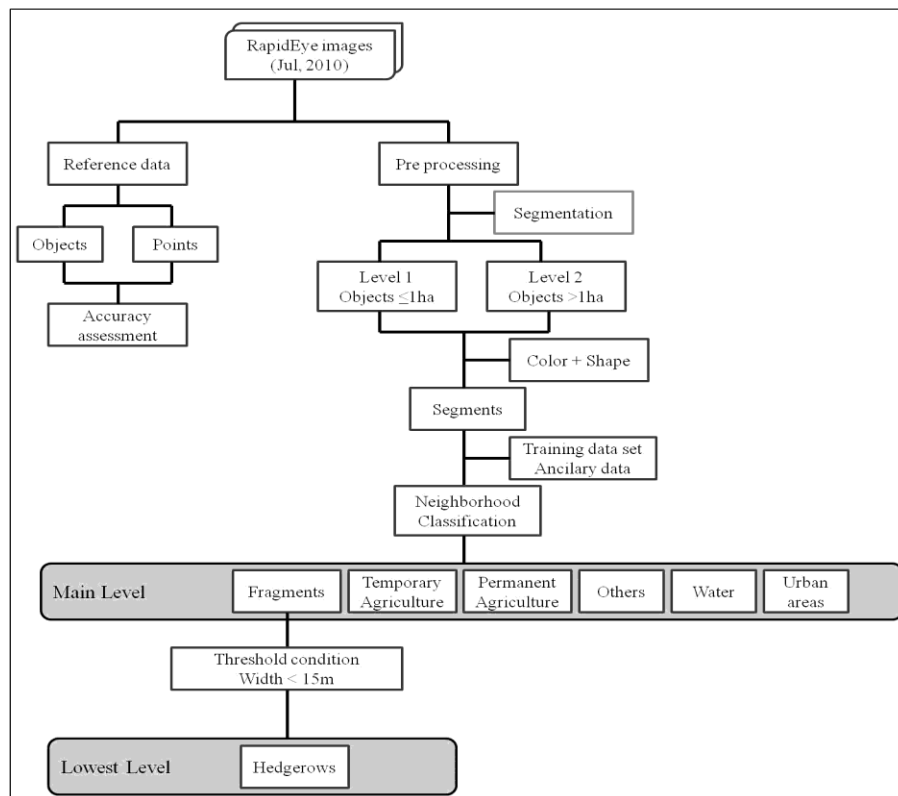 RapidEye images
(Jul, 2010)
Reference data
Pre processing
Segmentation
Objects
Points
Level 1
Objects ≤1ha
Level 2
Objects >1ha
Accuracy
assessment
Color + Shape
Segments
Training data set
Ancilary data
Neighborhood
Classification
Main Level
Fragments
Temporary
Agriculture
Permanent
Agriculture
Others
Water
Urban
areas
Threshold condition
Width < 15m
Lowest Level
Hedgerows